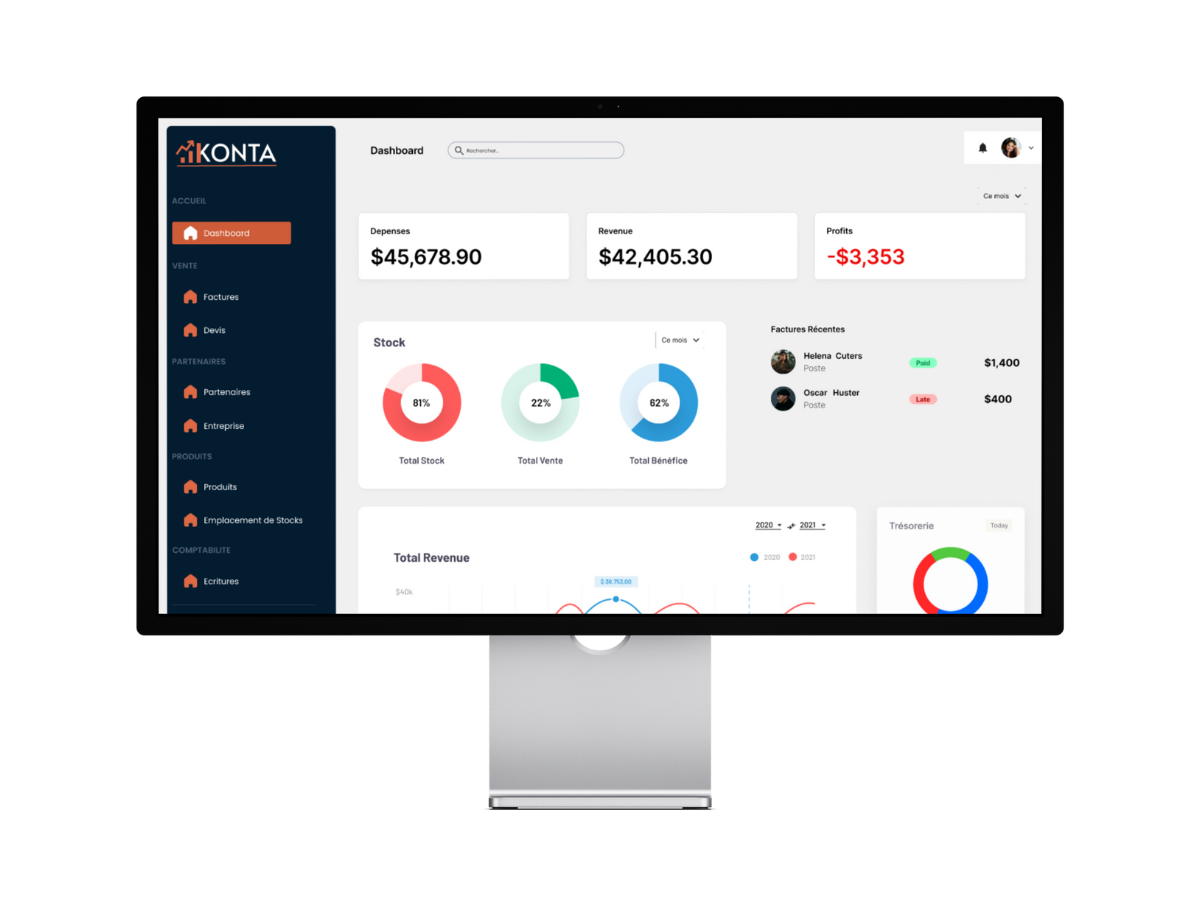 KONTA
ACCUEIL
Dashboard
VENTE
Factures
Devis
PARTENAIRES
Partenaires
Entreprise
PRODUITS
Produits
Emplacement de Stocks
COMPTABILITE
Ecritures
Dashboard
Rechercher..
Ce mois
Depenses
$45,678.90
Revenue
$42,405.30
Profits
-$3,353
Stock
Ce mois
81%
22%
62%
Total Stock
Total Vente
Total Bénéfice
Factures Récentes
Helena Cuters
Poste
Paid
$1,400
Oscar Huster
Poste
Late
$400
2020
2021
Total Revenue
2020
2021
$ 39.753,00
$40k
Trésorerie
Today